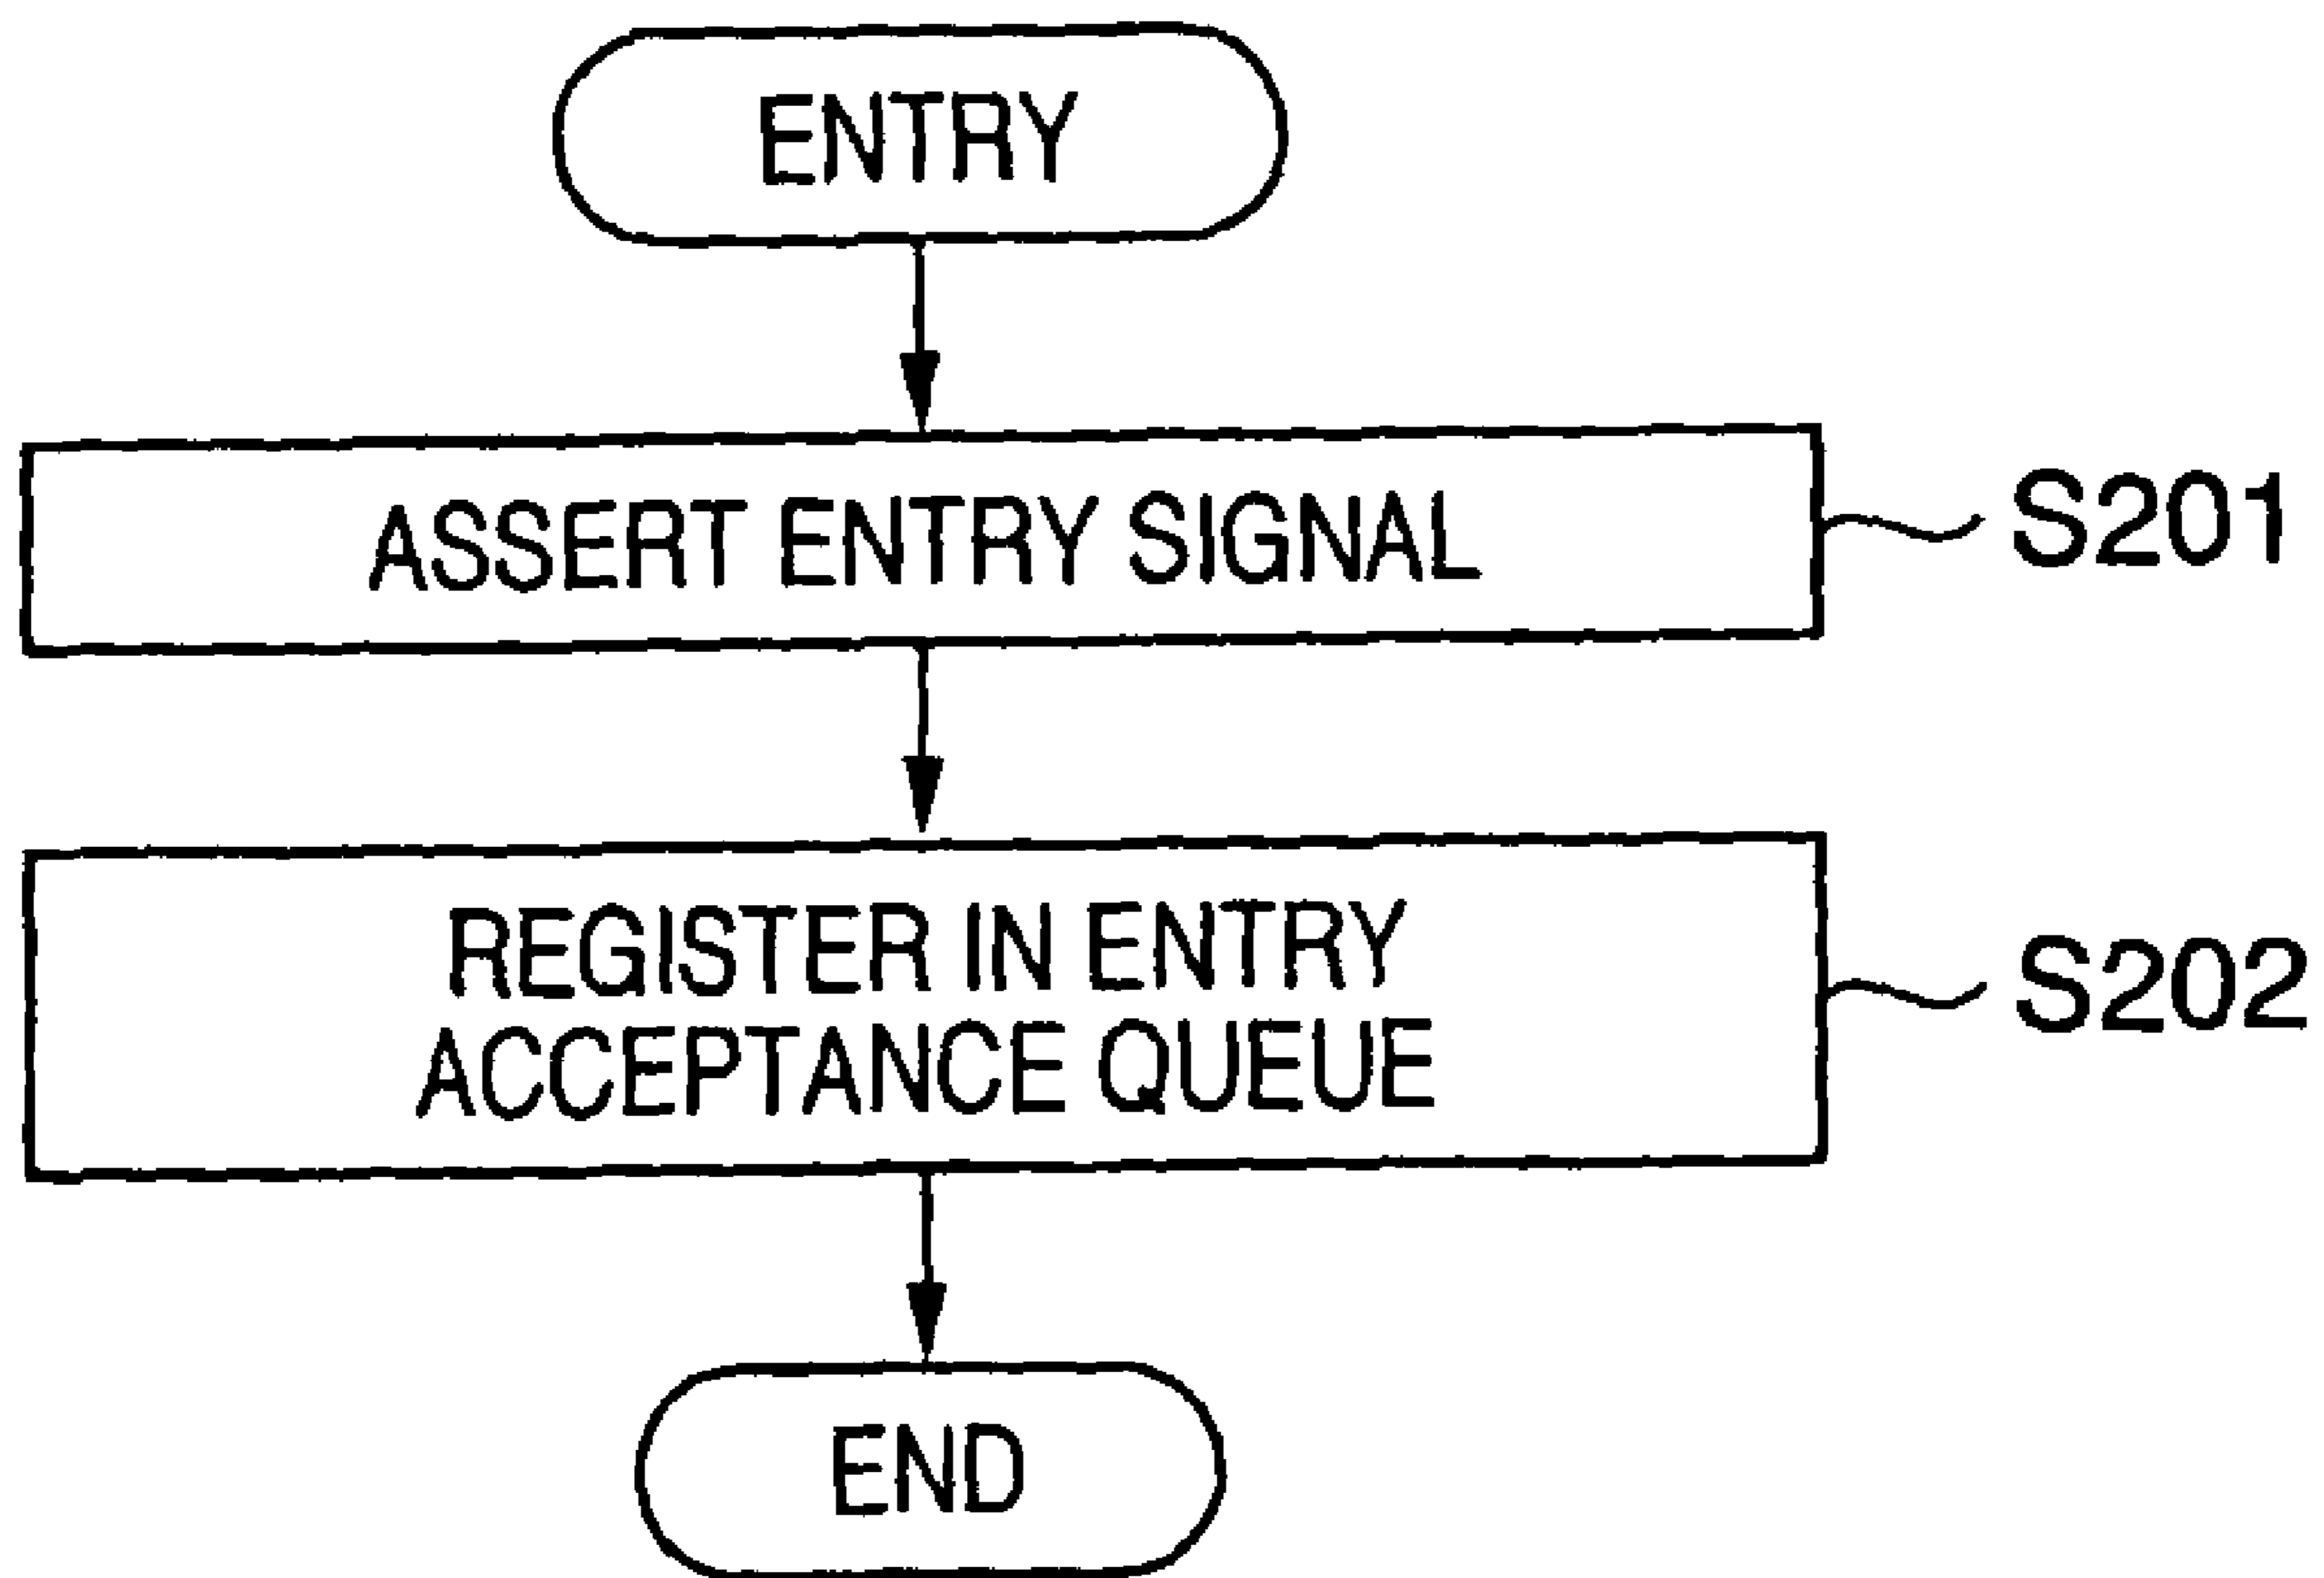 ENTRY
ASSERT ENTRY SIGNAL
S201
REGISTER IN ENTRY
ACCEPTANCE QUEUE
S202
END